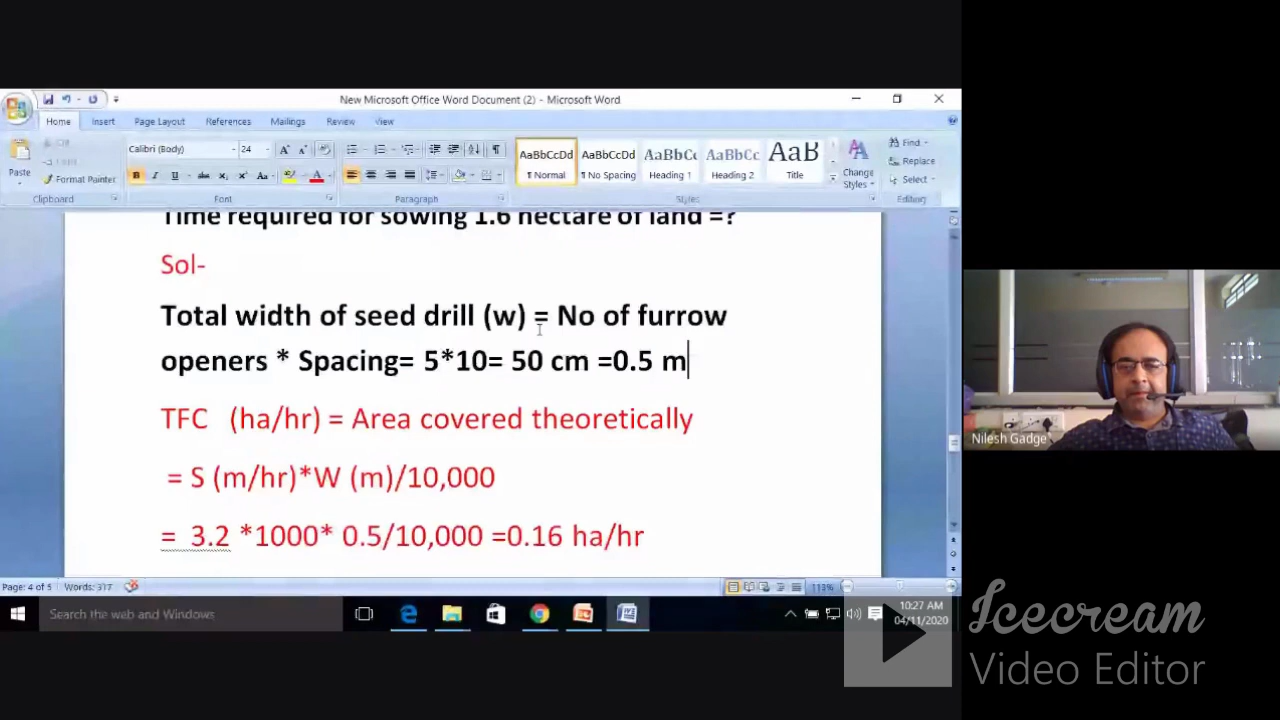 New Microsoft Office Word Document (2) - Microsoft Word
Home Insert Page Layout References Mailings Review View
Paste
Format Painter
Clipboard
Calibri (Body) 24
Font
Paragraph
AaBbCcDd AaBbCcDd AaBbCc AaBbCc AaB
¶ Normal ¶ No Spacing Heading 1 Heading 2 Title
Change Styles
Styles
Find
Replace
Select
Editing
Time required for sowing 1.6 hectare of land =?
Sol-
Total width of seed drill (w) = No of furrow
openers * Spacing= 5*10= 50 cm =0.5 m
TFC (ha/hr) = Area covered theoretically
= S (m/hr)*W (m)/10,000
= 3.2 *1000* 0.5/10,000 =0.16 ha/hr
Page: 4 of 5 Words: 317 113%
Search the web and Windows
10:27 AM
04/11/2020
Nilesh Gadge
Icecream
Video Editor